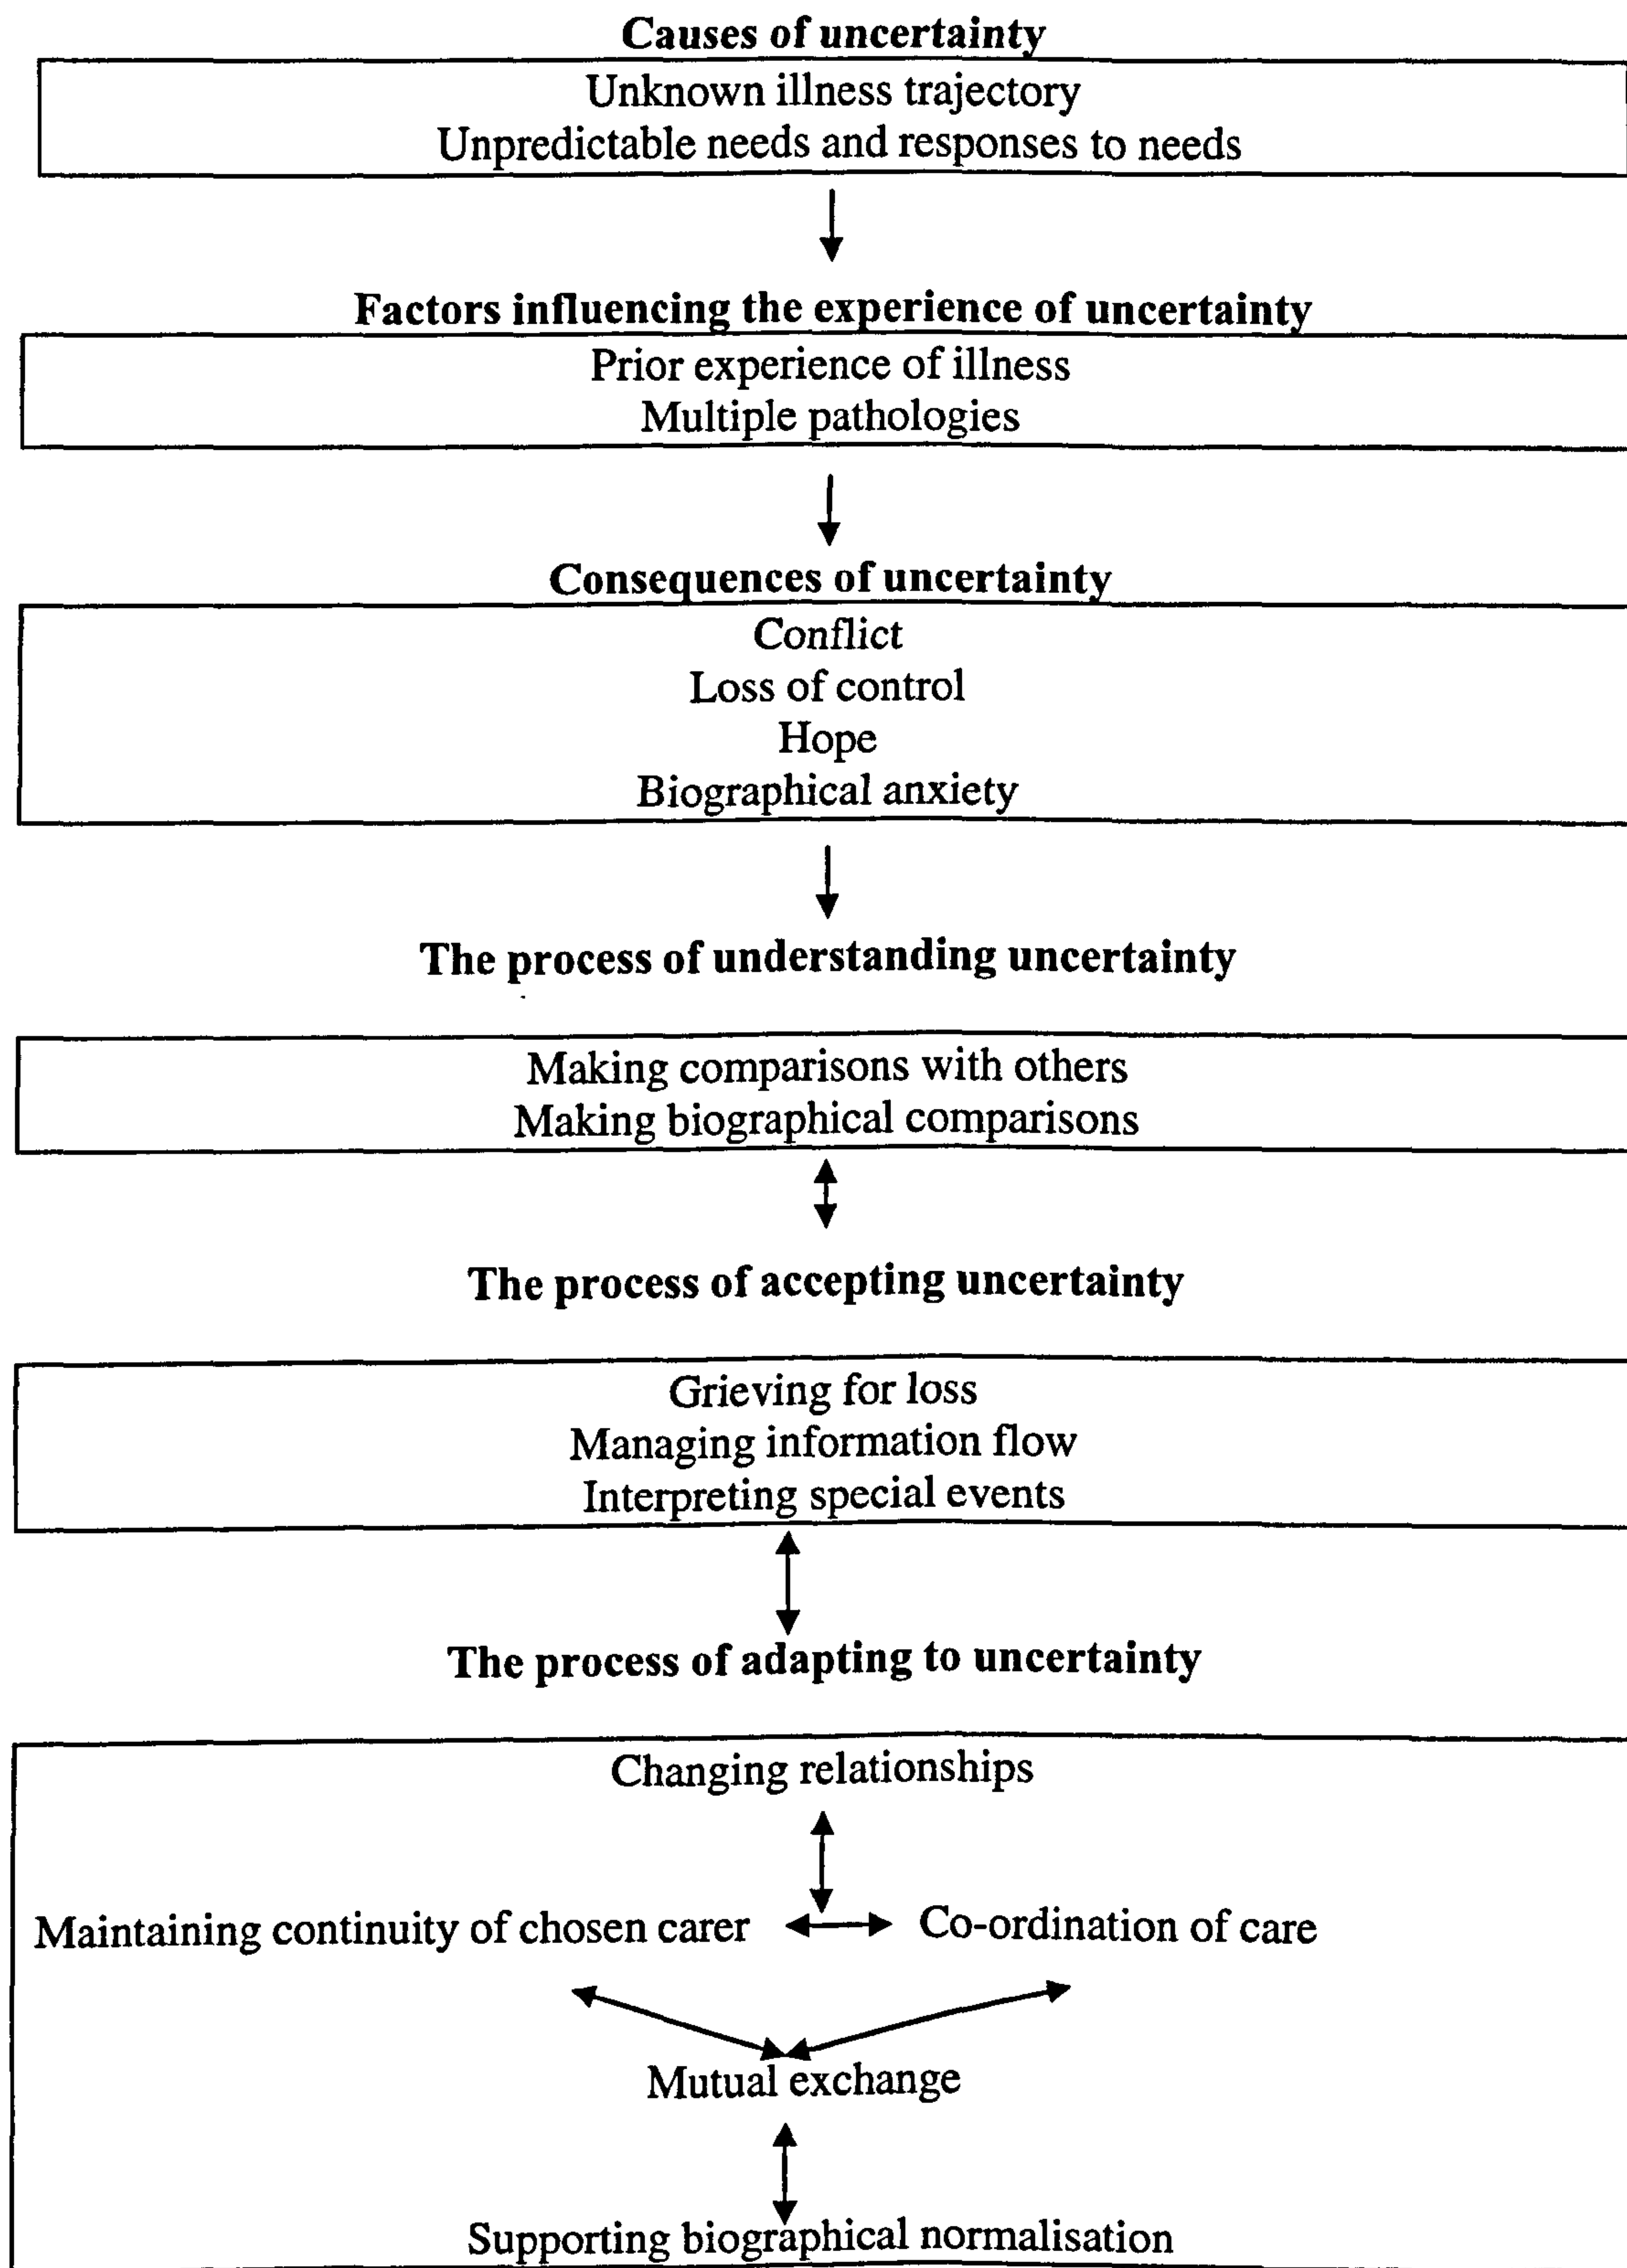 Causes of uncertainty
Unknown illness trajectory
Unpredictable needs and responses to needs
Factors influencing the experience of uncertainty
Prior experience of illness
Multiple pathologies
Consequences of uncertainty
Conflict
Loss of control
Hope
Biographical anxiety
The process of understanding uncertainty
Making comparisons with others
Making biographical comparisons
The process of accepting uncertainty
Grieving for loss
Managing information flow
Interpreting special events
The process of adapting to uncertainty
Changing relationships
Maintaining continuity of chosen carer
Co-ordination of care
Mutual exchange
Supporting biographical normalisation